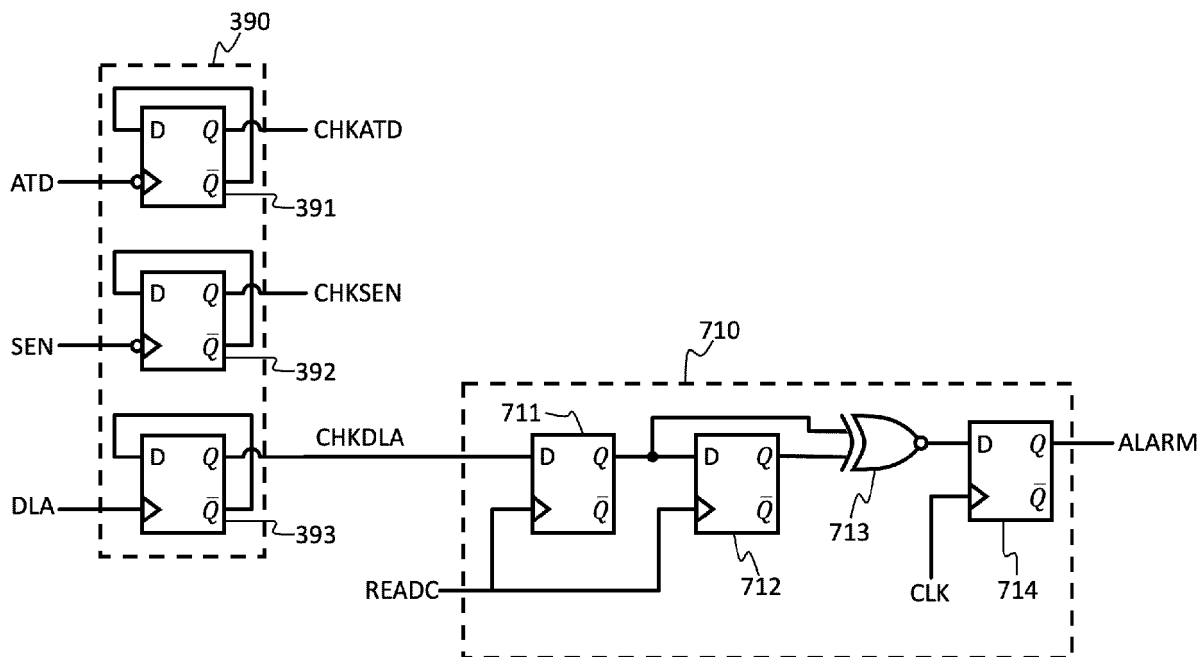 390
D Q CHKATD
ATD Q̅
391
D Q CHKSEN
SEN Q̅
392
710
711
CHKDLA
D Q
D Q
D Q
D Q ALARM
DLA Q̅
Q̅
Q̅
Q̅
393
713
712
714
READC
CLK